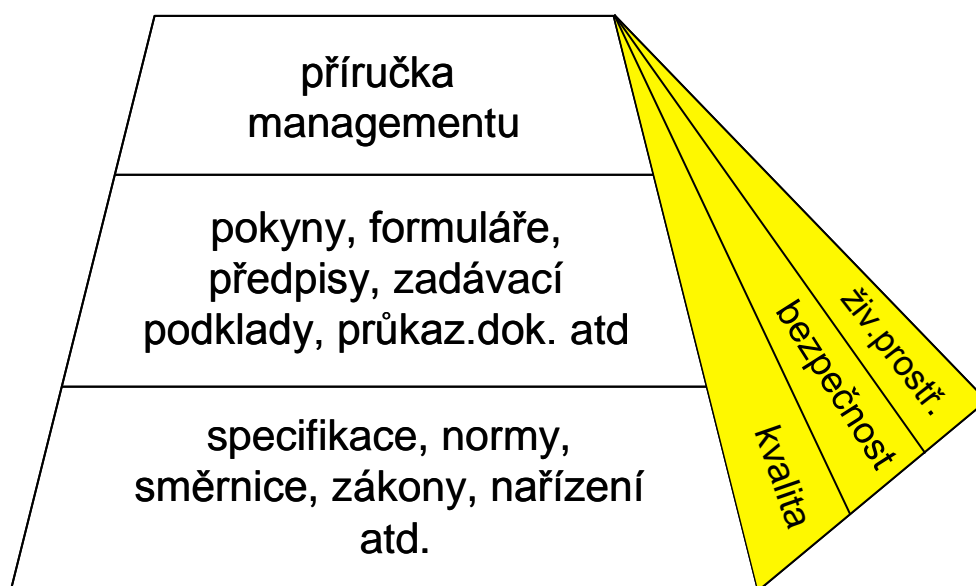 příručka
managementu
pokyny, formuláře,
předpisy, zadávací
podklady, průkaz.dok. atd
specifikace, normy,
směrnice, zákony, nařízení
atd.
kvalita
bezpečnost
živ.prostř.